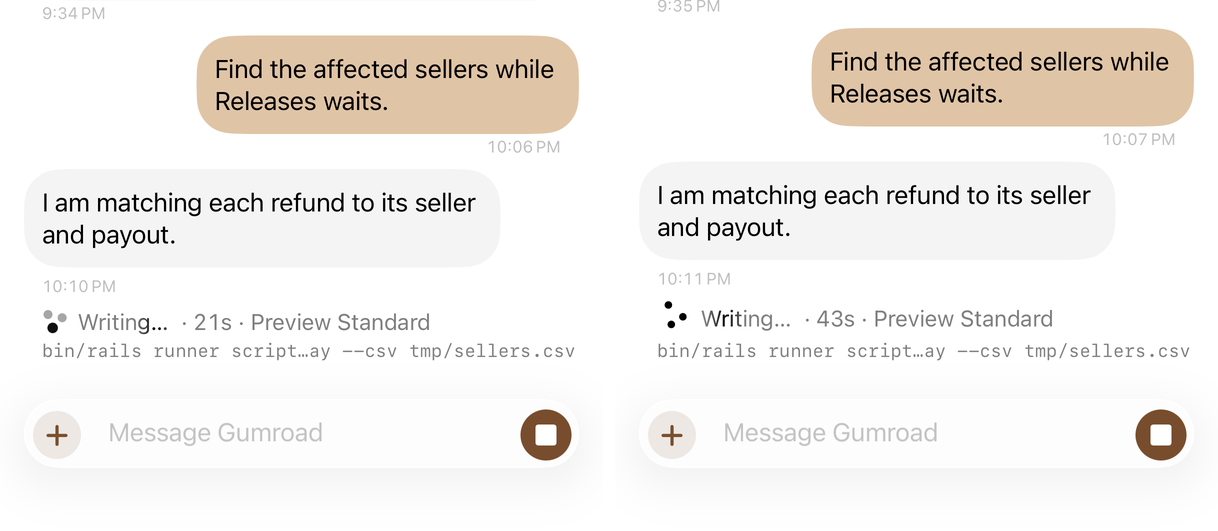 9:34 PM
Find the affected sellers while
Releases waits.
10:06 PM
I am matching each refund to its seller
and payout.
10:10 PM
Writing... · 21s · Preview Standard
bin/rails runner script…ay --csv tmp/sellers.csv
Message Gumroad
9:35 PM
Find the affected sellers while
Releases waits.
10:07 PM
I am matching each refund to its seller
and payout.
10:11 PM
Writing... · 43s · Preview Standard
bin/rails runner script…ay --csv tmp/sellers.csv
Message Gumroad